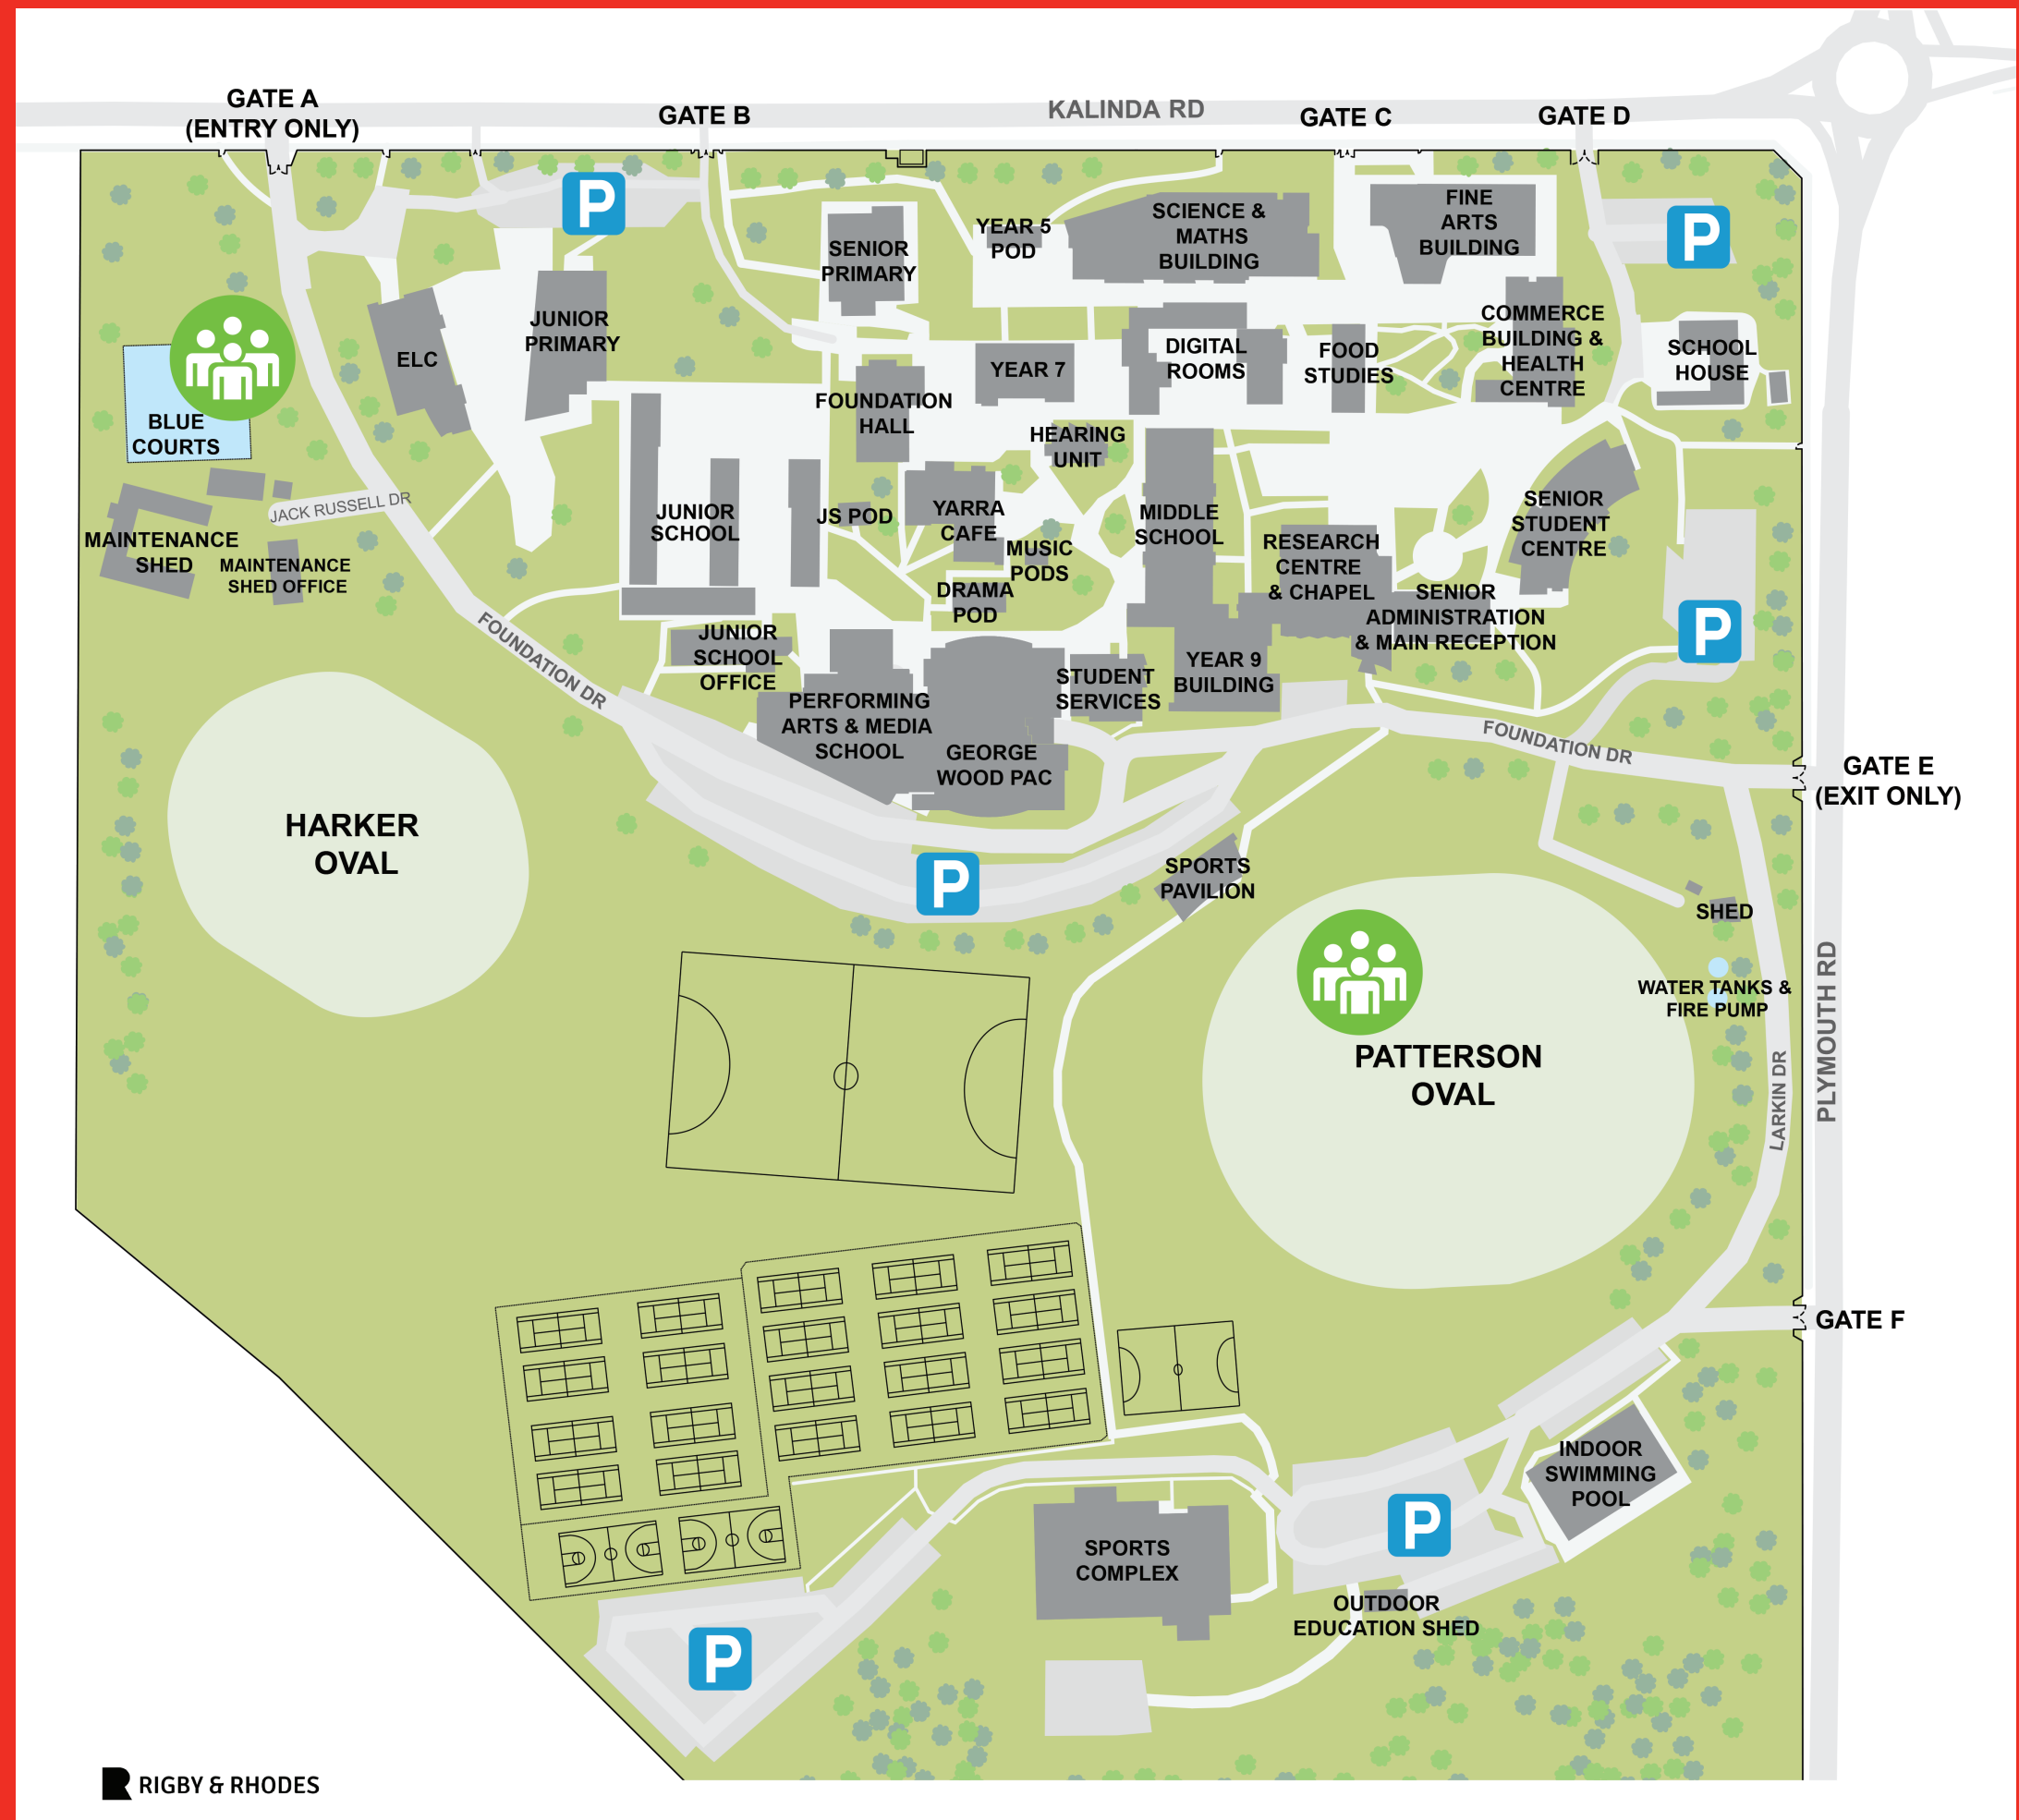 GATE A
(ENTRY ONLY)
GATE B
KALINDA RD
GATE C
GATE D
P
P
SENIOR
PRIMARY
YEAR 5
POD
SCIENCE &
MATHS
BUILDING
FINE
ARTS
BUILDING
JUNIOR
PRIMARY
ELC
YEAR 7
DIGITAL
ROOMS
FOOD
STUDIES
COMMERCE
BUILDING &
HEALTH
CENTRE
SCHOOL
HOUSE
BLUE
COURTS
FOUNDATION
HALL
HEARING
UNIT
JACK RUSSELL DR
MAINTENANCE
SHED
MAINTENANCE
SHED OFFICE
JUNIOR
SCHOOL
JS POD
YARRA
CAFE
MUSIC
PODS
DRAMA
POD
MIDDLE
SCHOOL
RESEARCH
CENTRE
& CHAPEL
SENIOR
STUDENT
CENTRE
SENIOR
ADMINISTRATION
& MAIN RECEPTION
P
FOUNDATION DR
JUNIOR
SCHOOL
OFFICE
PERFORMING
ARTS & MEDIA
SCHOOL
GEORGE
WOOD PAC
STUDENT
SERVICES
YEAR 9
BUILDING
FOUNDATION DR
GATE E
(EXIT ONLY)
HARKER
OVAL
P
SPORTS
PAVILION
SHED
WATER TANKS &
FIRE PUMP
PATTERSON
OVAL
LARKIN DR
PLYMOUTH RD
GATE F
INDOOR
SWIMMING
POOL
P
SPORTS
COMPLEX
OUTDOOR
EDUCATION SHED
P
RIGBY & RHODES